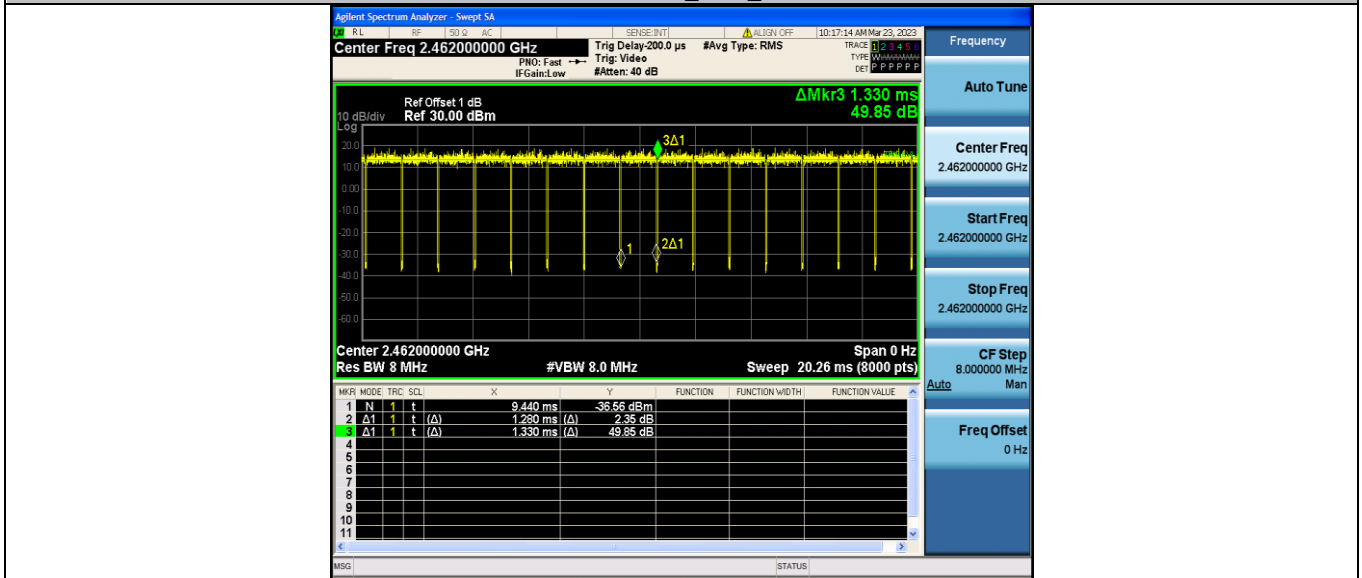 Agilent Spectrum Analyzer - Swept SA
RL RF 50 Ω AC SENSE:INT ALIGN OFF 10:17:14 AM Mar 23, 2023
Center Freq 2.462000000 GHz
PNO: Fast
IFGain:Low
Trig Delay-200.0 µs
Trig: Video
#Atten: 40 dB
#Avg Type: RMS
TRACE 1 2 3 4 5 6
TYPE
DET P P P P P P
ΔMkr3 1.330 ms
49.85 dB
Ref Offset 1 dB
10 dB/div Ref 30.00 dBm
Log
20.0
10.0
0.00
-10.0
-20.0
-30.0
-40.0
-50.0
-60.0
3Δ1
1
2Δ1
Center 2.462000000 GHz Span 0 Hz
Res BW 8 MHz #VBW 8.0 MHz Sweep 20.26 ms (8000 pts)
MKR MODE TRC SCL X Y FUNCTION FUNCTION WIDTH FUNCTION VALUE
1 N 1 t 9.440 ms -36.56 dBm
2 Δ1 1 t (Δ) 1.280 ms (Δ) 2.35 dB
3 Δ1 1 t (Δ) 1.330 ms (Δ) 49.85 dB
4
5
6
7
8
9
10
11
MSG STATUS
Frequency
Auto Tune
Center Freq
2.462000000 GHz
Start Freq
2.462000000 GHz
Stop Freq
2.462000000 GHz
CF Step
8.000000 MHz
Auto Man
Freq Offset
0 Hz